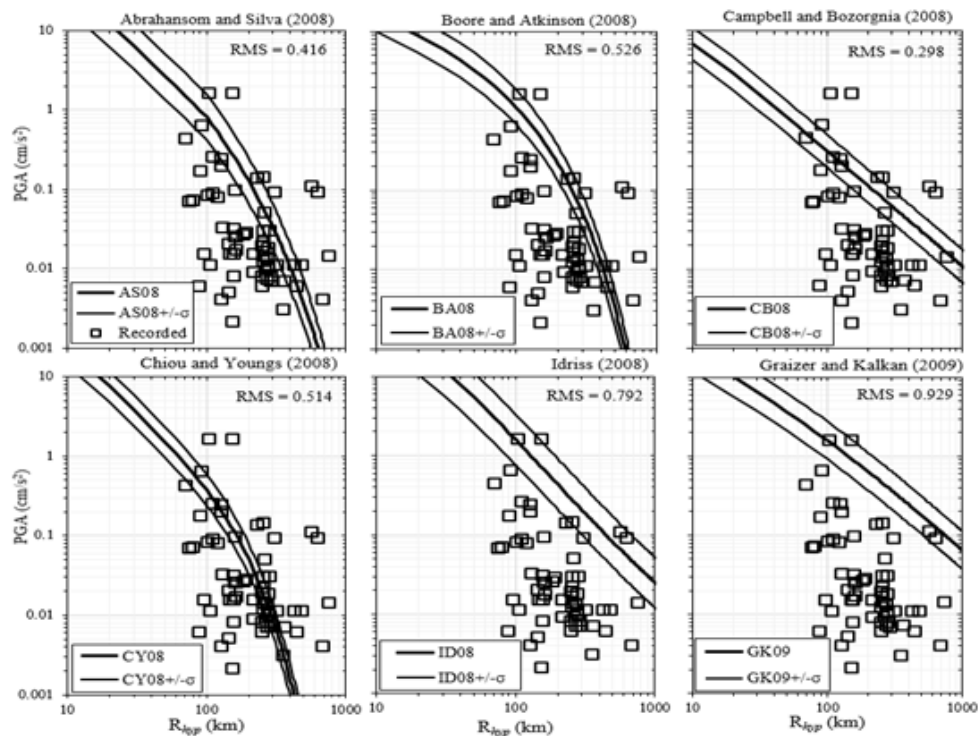 Abrahansom and Silva (2008)
Boore and Atkinson (2008)
Campbell and Bozorgnia (2008)
10
1
0.1
0.01
0.001
PGA (cm/s²)
RMS = 0.416
RMS = 0.526
RMS = 0.298
AS08
AS08+/-σ
Recorded
BA08
BA08+/-σ
CB08
CB08+/-σ
Chiou and Youngs (2008)
Idriss (2008)
Graizer and Kalkan (2009)
10
1
0.1
0.01
0.001
PGA (cm/s²)
RMS = 0.514
RMS = 0.792
RMS = 0.929
CY08
CY08+/-σ
ID08
ID08+/-σ
GK09
GK09+/-σ
10 100 1000
10 100 1000
10 100 1000
(km)
(km)
(km)